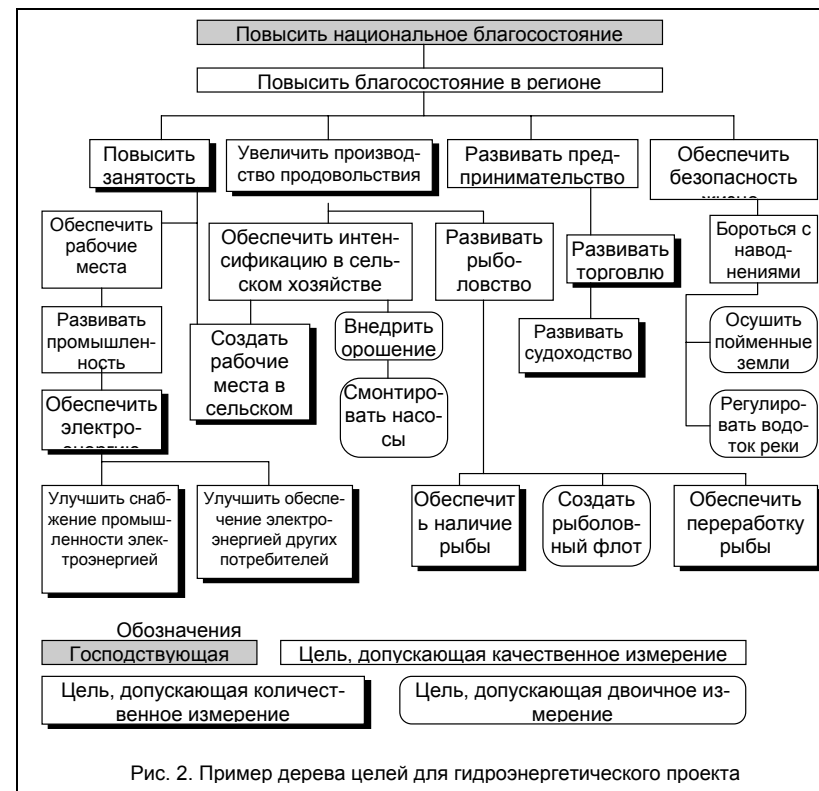 Повысить национальное благосостояние
Повысить благосостояние в регионе
Повысить
занятость
Увеличить производ-
ство продовольствия
Развивать пред-
принимательство
Обеспечить
безопасность
Обеспечить
рабочие
места
Обеспечить интен-
сификацию в сель-
ском хозяйстве
Развивать
рыбо-
ловство
Развивать
торговлю
Бороться с
навод-
нениями
Развивать
промышлен-
ность
Создать
рабочие
места в
сельском
Внедрить
орошение
Развивать
судоходство
Осушить
пойменные
земли
Обеспечить
электро-
энергию
Смонтиро-
вать насо-
сы
Регулиро-
вать водо-
ток реки
Улучшить снаб-
жение промыш-
ленности элек-
троэнергией
Улучшить обеспе-
чение электро-
энергией других
потребителей
Обеспечит
ь наличие
рыбы
Создать
рыболов-
ный флот
Обеспечить
переработку
рыбы
Обозначения
Господствующая
Цель, допускающая качественное измерение
Цель, допускающая количест-
венное измерение
Цель, допускающая двоичное из-
мерение
Рис. 2. Пример дерева целей для гидроэнергетического проекта